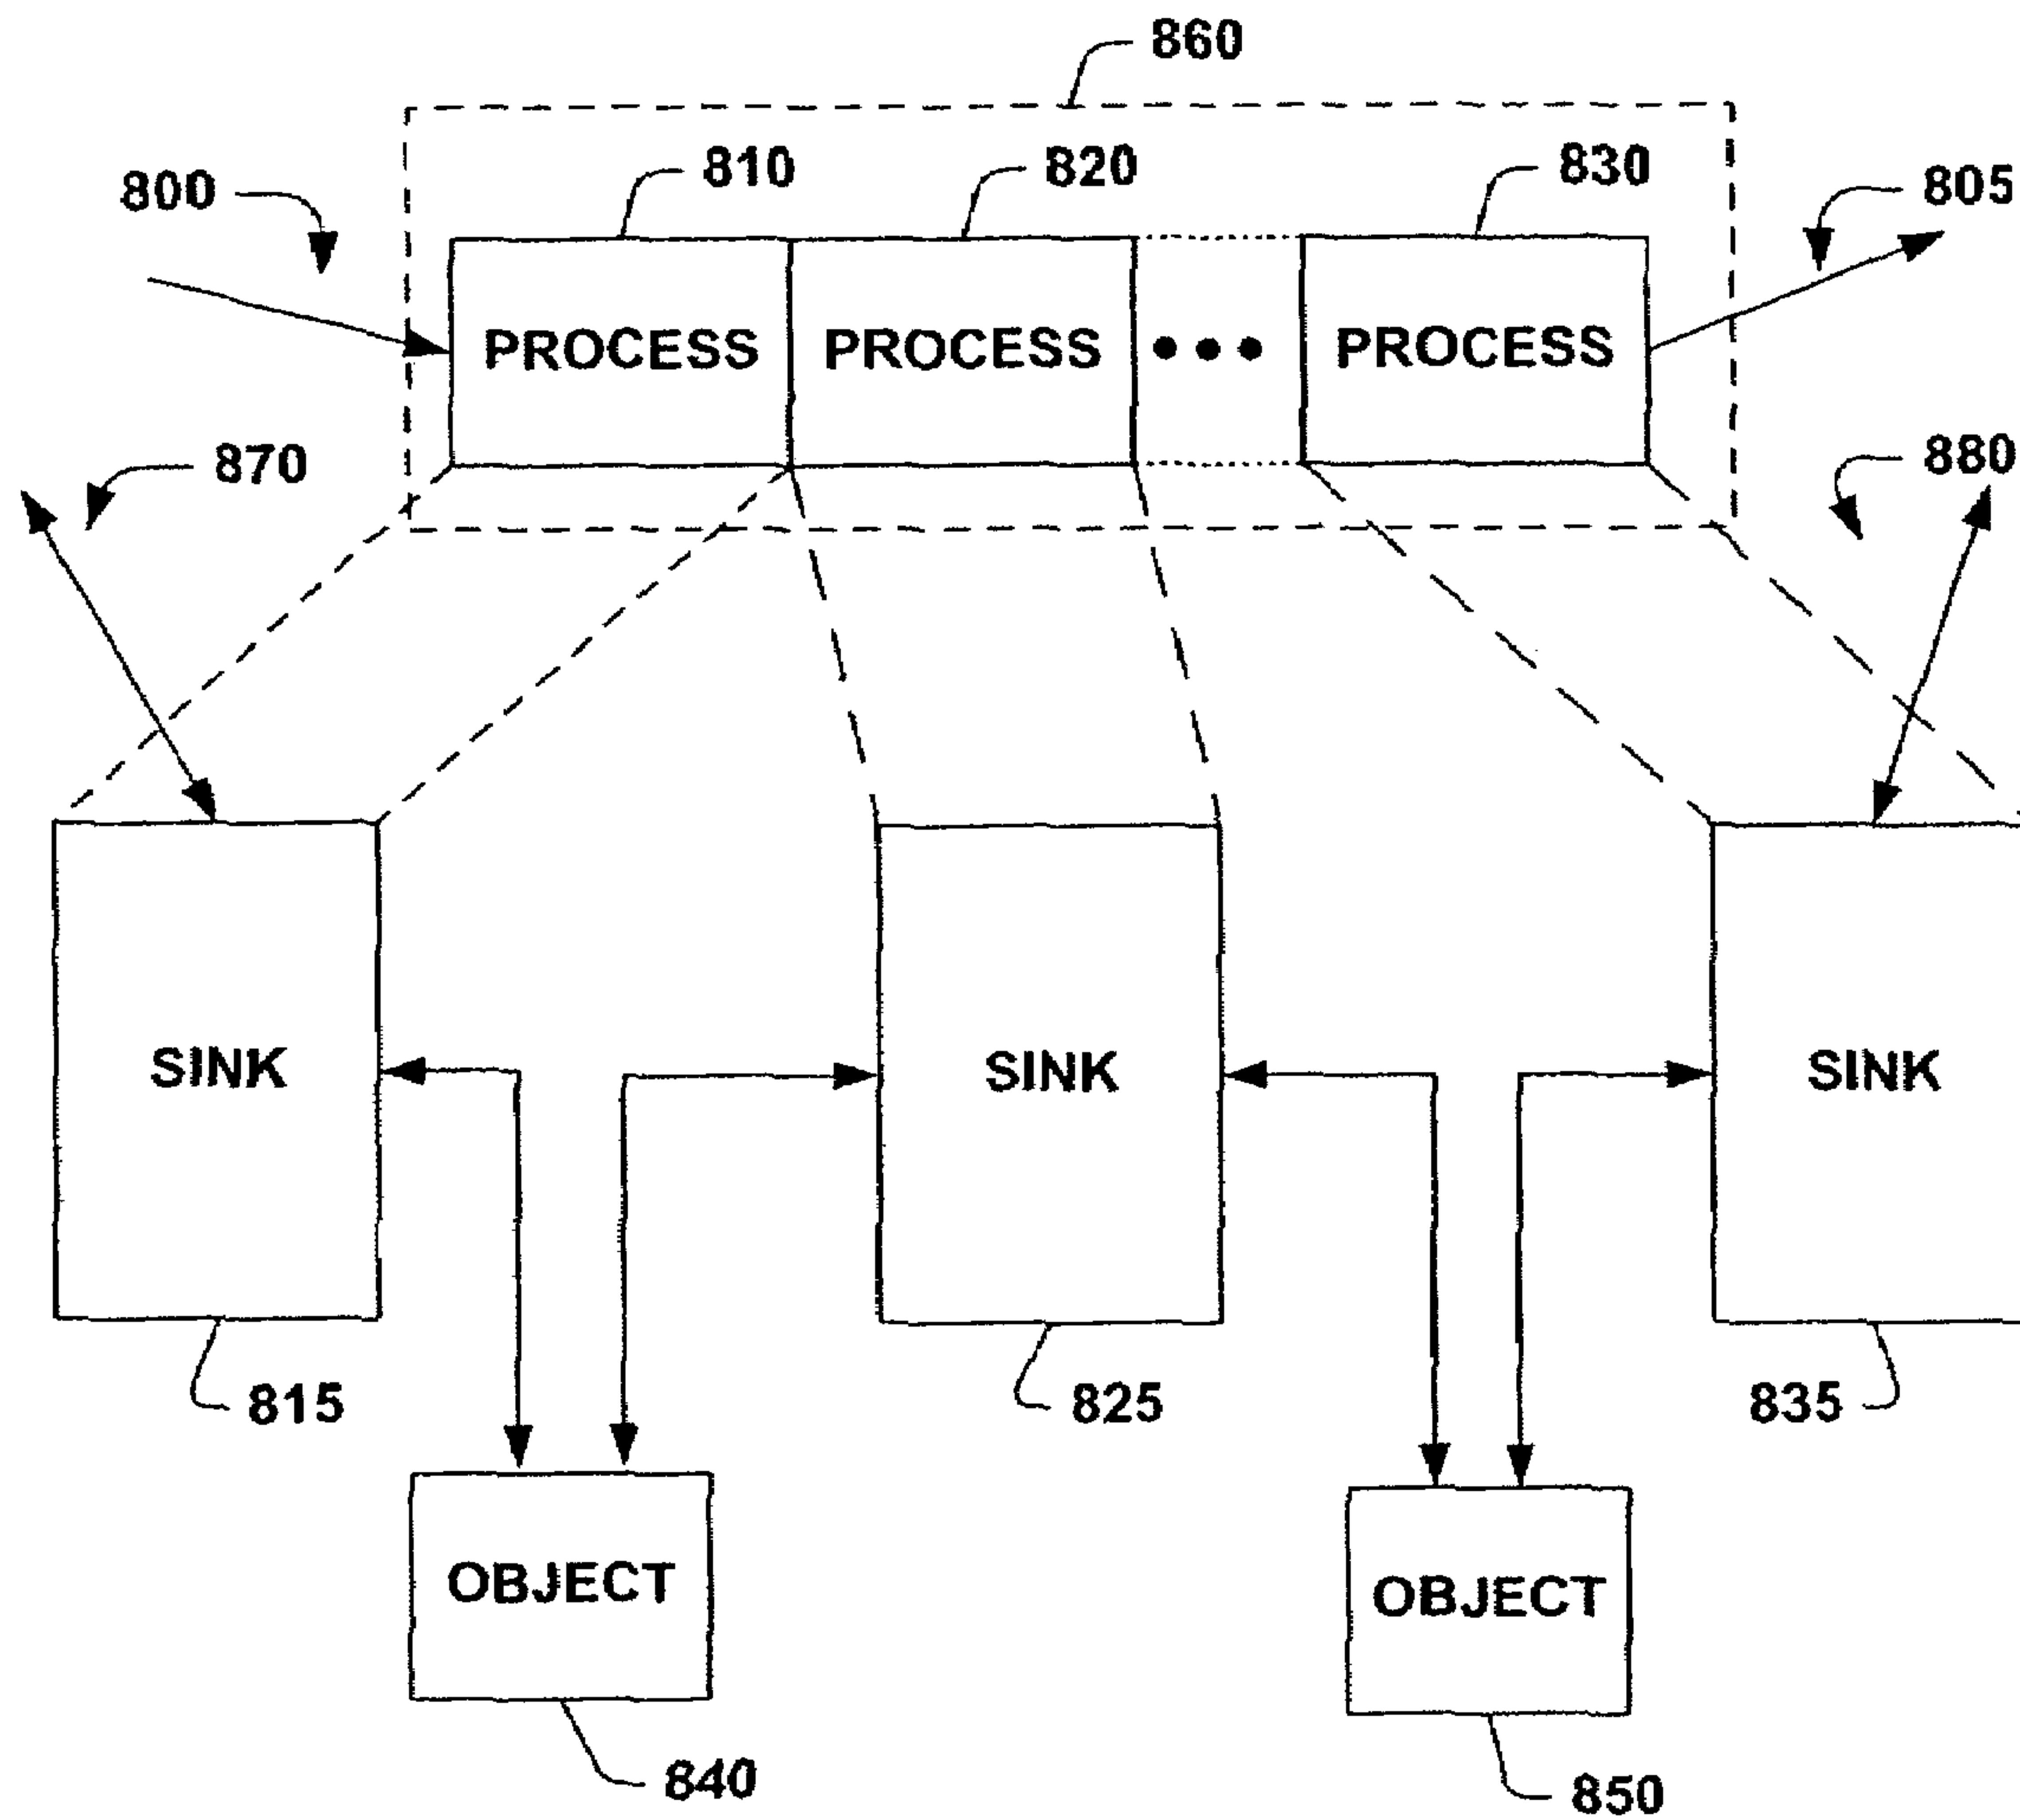 860
810
820
830
800
805
PROCESS
PROCESS
•••
PROCESS
870
880
SINK
SINK
SINK
815
825
835
OBJECT
OBJECT
840
850